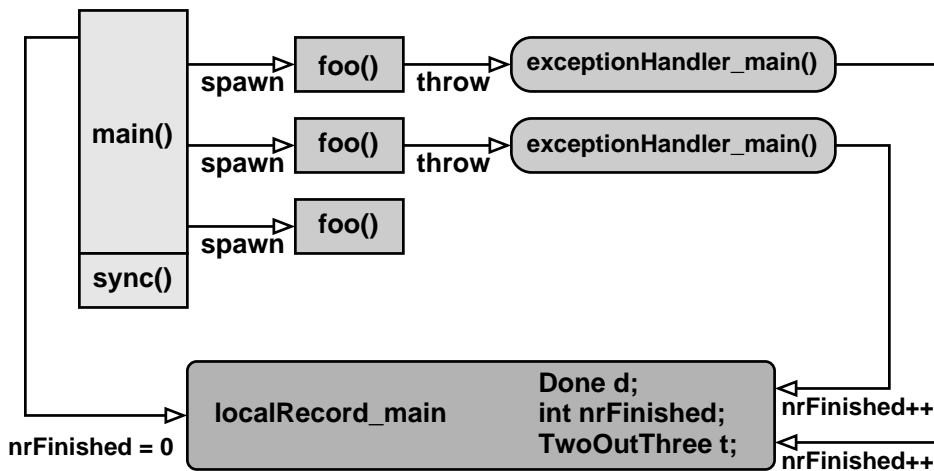 foo()
exceptionHandler_main()
spawn
throw
main()
foo()
exceptionHandler_main()
spawn
throw
foo()
spawn
sync()
Done d;
localRecord_main
int nrFinished;
nrFinished++
nrFinished = 0
TwoOutThree t;
nrFinished++